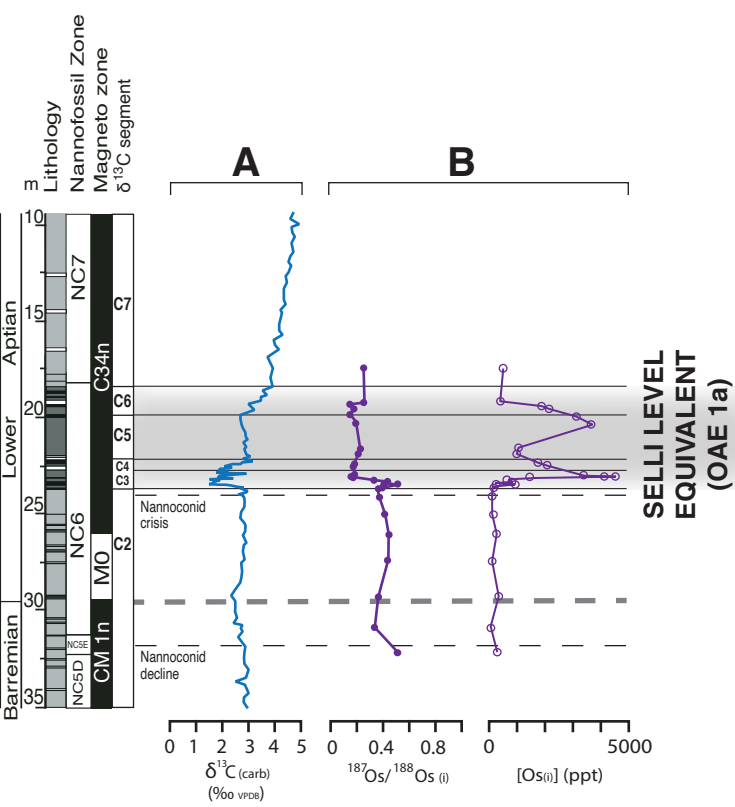 m
Lithology
Nannofossil Zone
Magneto zone
δ13C segment
A
B
10
15
20
25
30
35
Aptian
Lower
Barremian
NC7
NC6
NC5E
NC5D
C34n
M0
CM 1n
C7
C6
C5
C4
C3
C2
Nannoconid
crisis
Nannoconid
decline
SELLI LEVEL
EQUIVALENT
(OAE 1a)
0 1 2 3 4 5
δ13C (carb)
(‰ VPDB)
0 0.4 0.8
187Os/188Os (i)
0 5000
[Os(i)] (ppt)